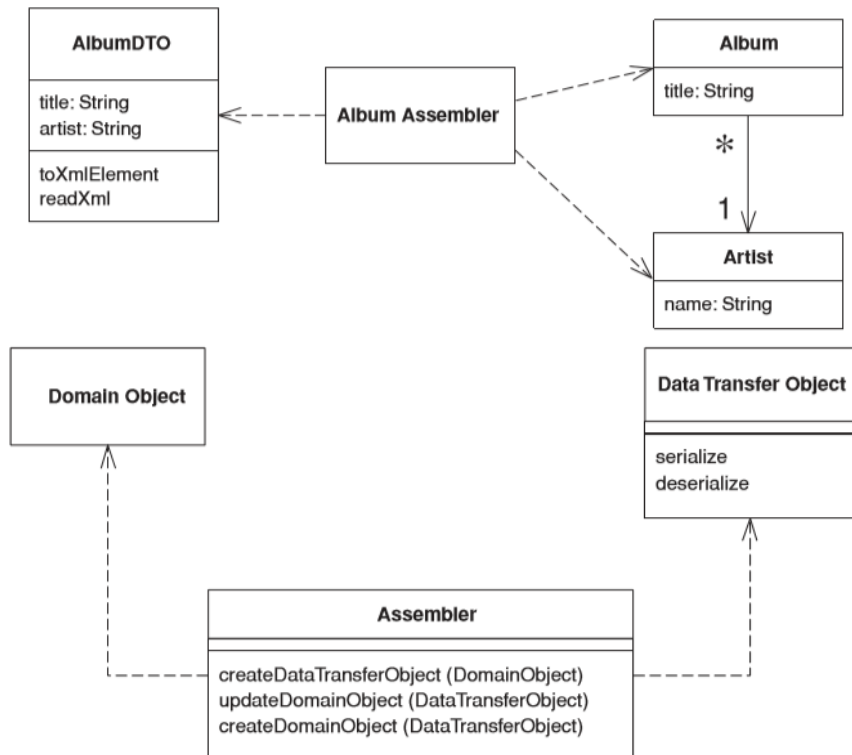 AlbumDTO
title: String
artist: String
toXmlElement
readXml
Album Assembler
Album
title: String
*
1
Artist
name: String
Domain Object
Data Transfer Object
serialize
deserialize
Assembler
createDataTransferObject (DomainObject)
updateDomainObject (DataTransferObject)
createDomainObject (DataTransferObject)